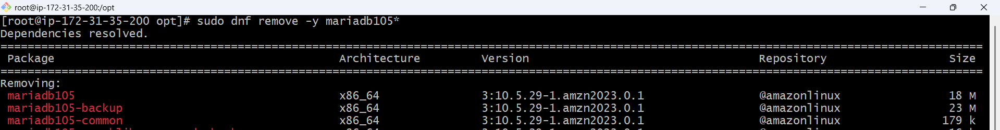 root@ip-172-31-35-200:/opt
[root@ip-172-31-35-200 opt]# sudo dnf remove -y mariadb105*
Dependencies resolved.
================================================================================
Package Architecture Version Repository Size
================================================================================
Removing:
mariadb105 x86_64 3:10.5.29-1.amzn2023.0.1 @amazonlinux 18 M
mariadb105-backup x86_64 3:10.5.29-1.amzn2023.0.1 @amazonlinux 23 M
mariadb105-common x86_64 3:10.5.29-1.amzn2023.0.1 @amazonlinux 179 k